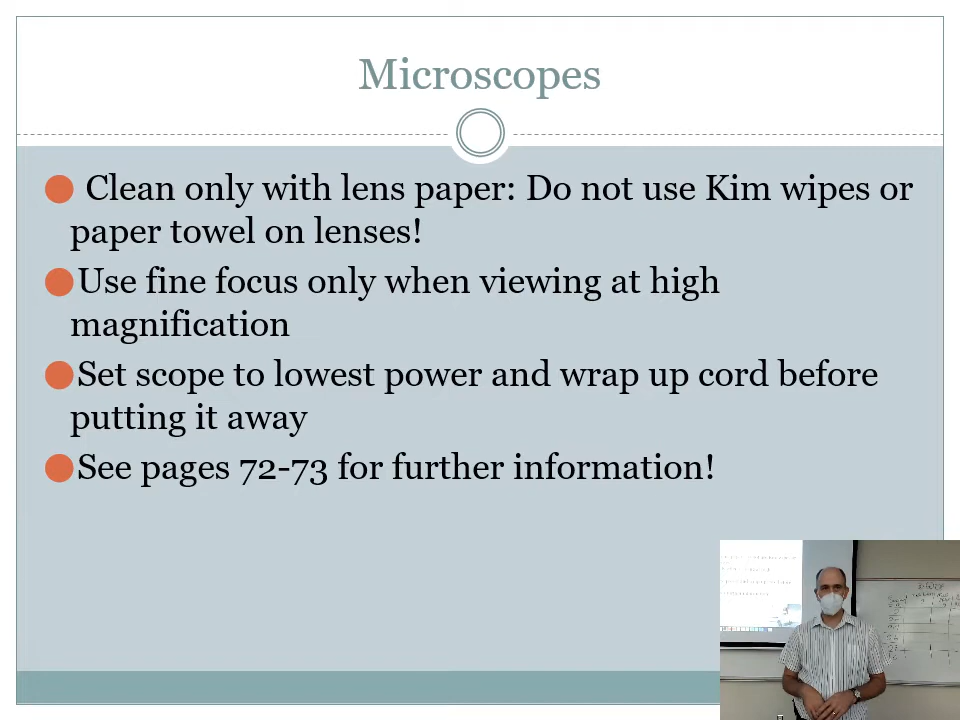 Microscopes
Clean only with lens paper: Do not use Kim wipes or
paper towel on lenses!
Use fine focus only when viewing at high
magnification
Set scope to lowest power and wrap up cord before
putting it away
See pages 72-73 for further information!